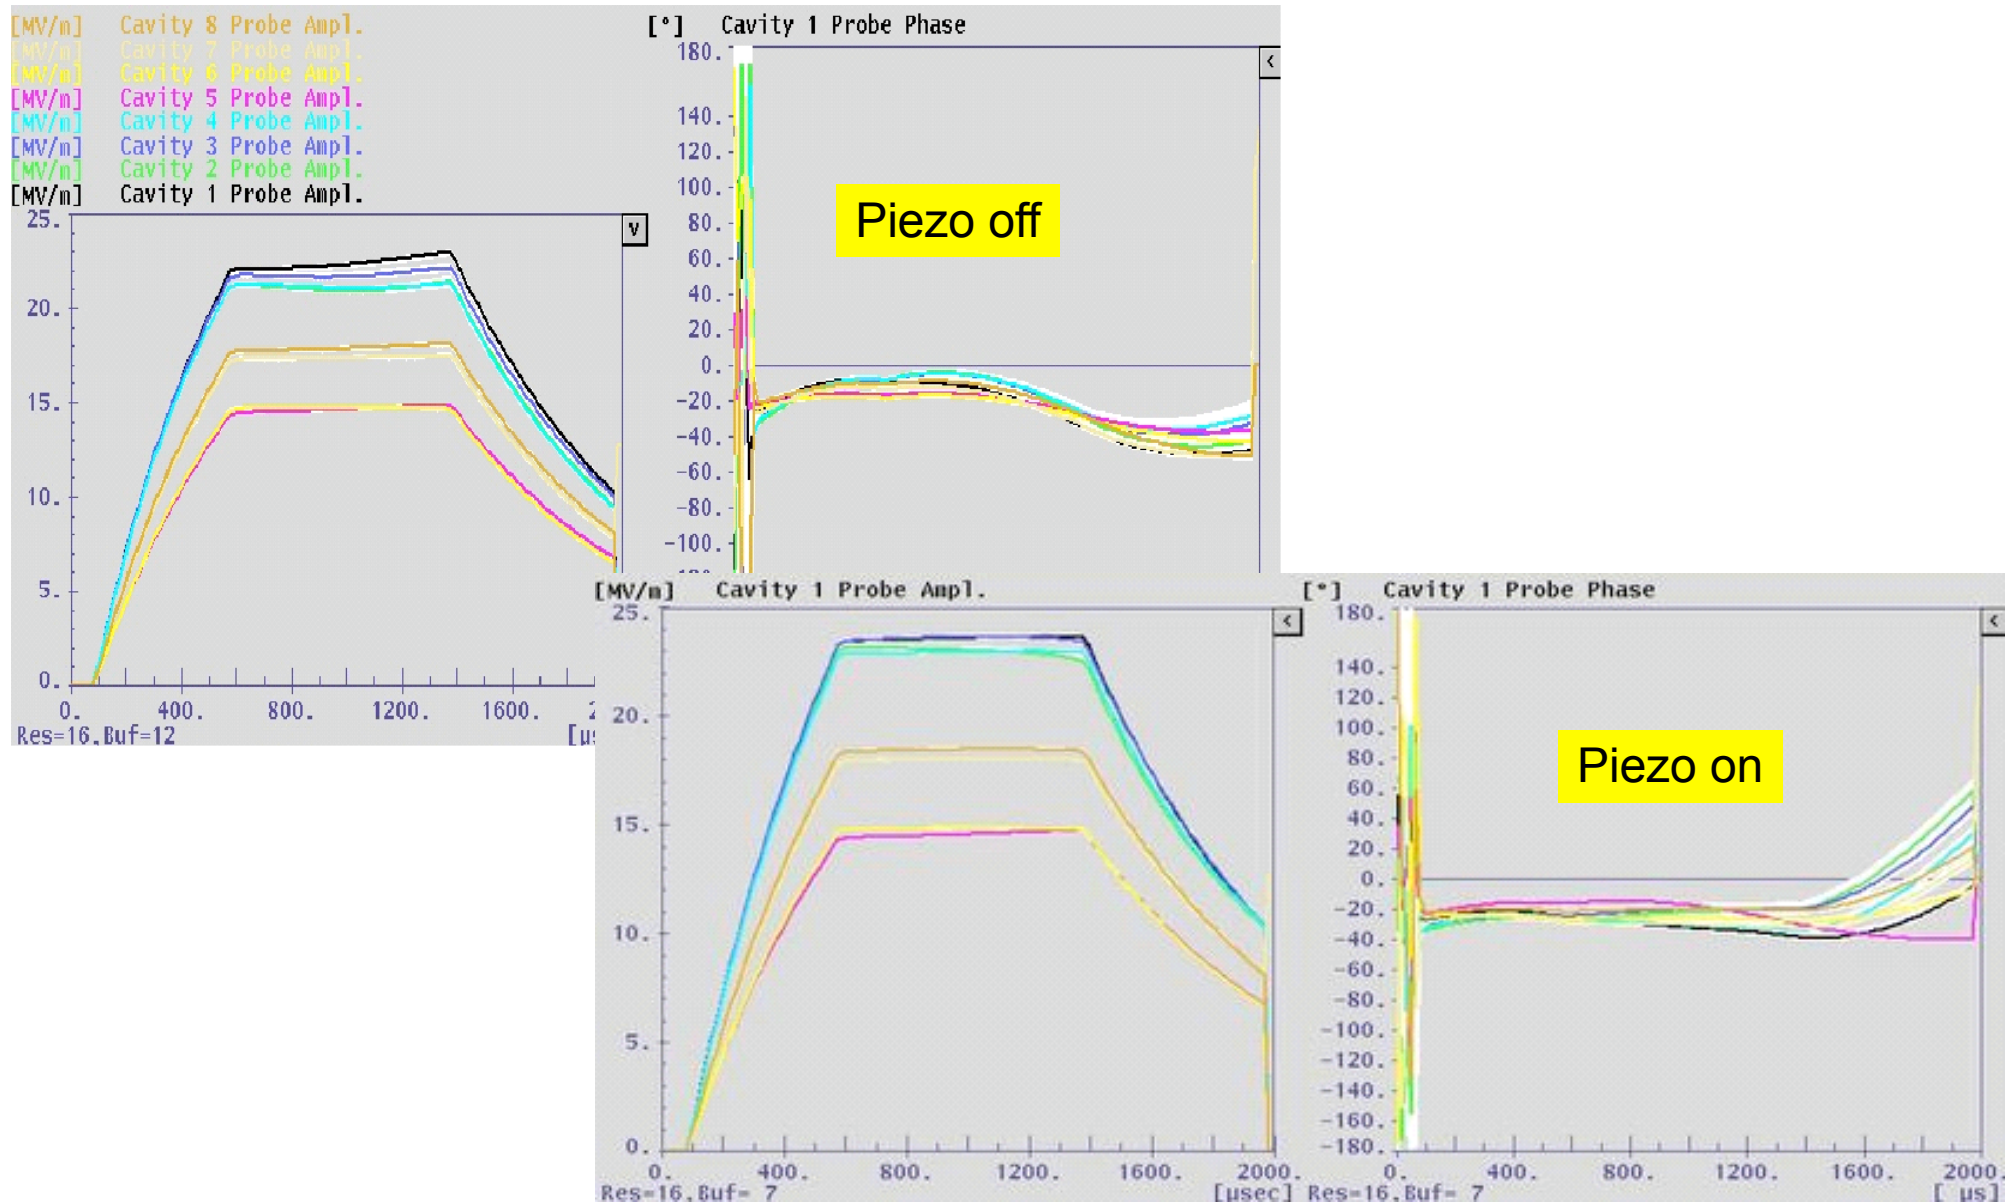 [MV/m] Cavity 8 Probe Ampl.
[MV/m] Cavity 7 Probe Ampl.
[MV/m] Cavity 6 Probe Ampl.
[MV/m] Cavity 5 Probe Ampl.
[MV/m] Cavity 4 Probe Ampl.
[MV/m] Cavity 3 Probe Ampl.
[MV/m] Cavity 2 Probe Ampl.
[MV/m] Cavity 1 Probe Ampl.
25.
V
20.
15.
10.
5.
0.
0. 400. 800. 1200. 1600.
Res=16,Buf=12
[°] Cavity 1 Probe Phase
180.
<
140.
120.
100.
80.
60.
40.
20.
0.
-20.
-40.
-60.
-80.
-100.
Piezo off
[MV/m] Cavity 1 Probe Ampl.
25.
<
20.
15.
10.
5.
0.
0. 400. 800. 1200. 1600. 2000.
Res=16,Buf= 7 [µsec]
[°] Cavity 1 Probe Phase
180.
<
140.
120.
100.
80.
60.
40.
20.
0.
-20.
-40.
-60.
-80.
-100.
-120.
-140.
-160.
-180.
Piezo on
0. 400. 800. 1200. 1600. 2000.
Res=16,Buf= 7 [ µs]